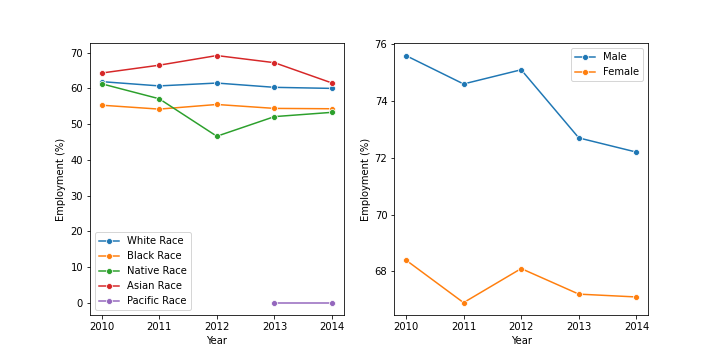 70
60
50
40
30
20
10
0
Employment (%)
White Race
Black Race
Native Race
Asian Race
Pacific Race
2010 2011 2012 2013 2014
Year
76
74
72
70
68
Employment (%)
Male
Female
2010 2011 2012 2013 2014
Year